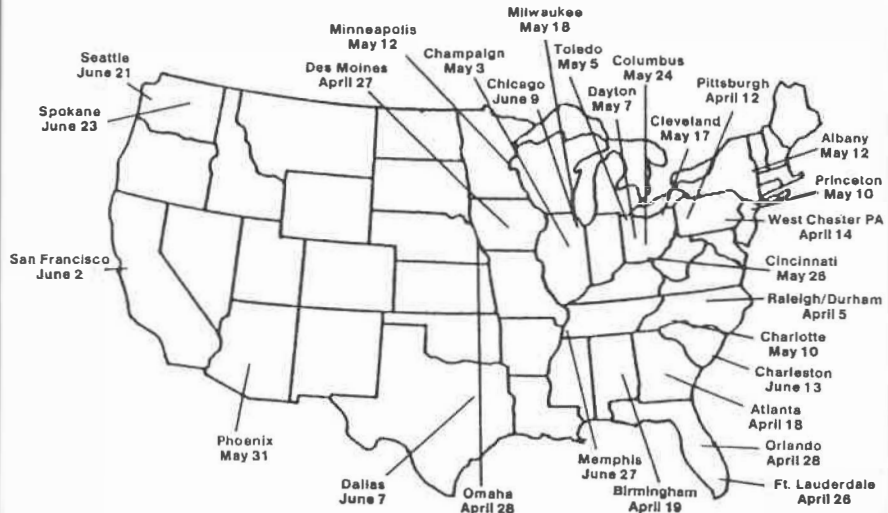 Milwaukee
May 18
Minneapolis
May 12
Champaign
May 3
Toledo
May 5
Columbus
May 24
Seattle
June 21
Des Moines
April 27
Chicago
June 9
Dayton
May 7
Pittsburgh
April 12
Spokane
June 23
Cleveland
May 17
Albany
May 12
Princeton
May 10
West Chester PA
April 14
San Francisco
June 2
Cincinnati
May 26
Raleigh/Durham
April 5
Charlotte
May 10
Charleston
June 13
Atlanta
April 18
Phoenix
May 31
Orlando
April 28
Dallas
June 7
Omaha
April 28
Memphis
June 27
Birmingham
April 19
Ft. Lauderdale
April 26